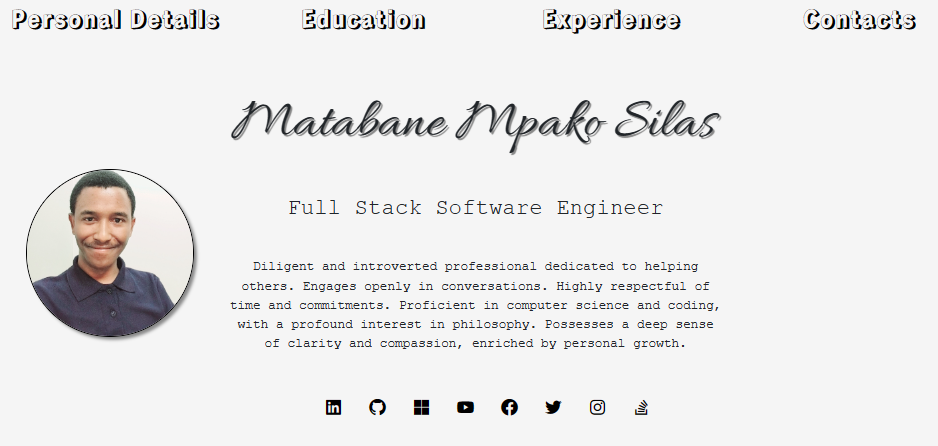 Personal Details Education Experience Contacts
Matabane Mpako Silas
Full Stack Software Engineer
Diligent and introverted professional dedicated to helping
others. Engages openly in conversations. Highly respectful of
time and commitments. Proficient in computer science and coding,
with a profound interest in philosophy. Possesses a deep sense
of clarity and compassion, enriched by personal growth.